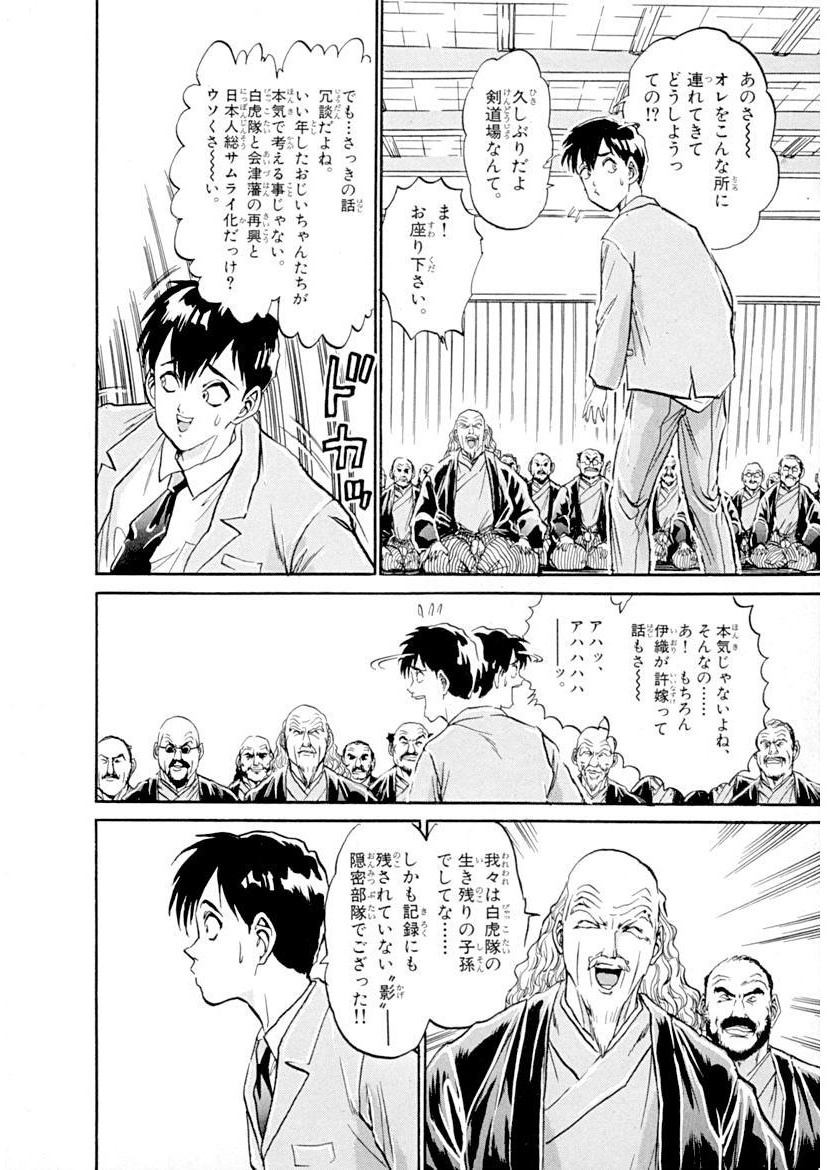 あのさ～～
オレをこんな所に
連れてきて
どうしようっ
ての!?
久しぶりだよ
剣道場なんて。
ま!
お座り下さい。
でも…さっきの話
冗談だよね。
いい年したおじいちゃんたちが
本気で考える事じゃない。
白虎隊と会津藩の再興と
日本人総サムライ化だっけ?
ウソくさ～～い。
ドカッ
本気じゃないよね、
そんなの……
あ! もちろん
伊織が許嫁って
話もさ～～
アハッ、
アハハハハ
――ッ。
我々は白虎隊の
生き残りの子孫
でしてな……
しかも記録にも
残されていない〝影〟――
隠密部隊でござった!!